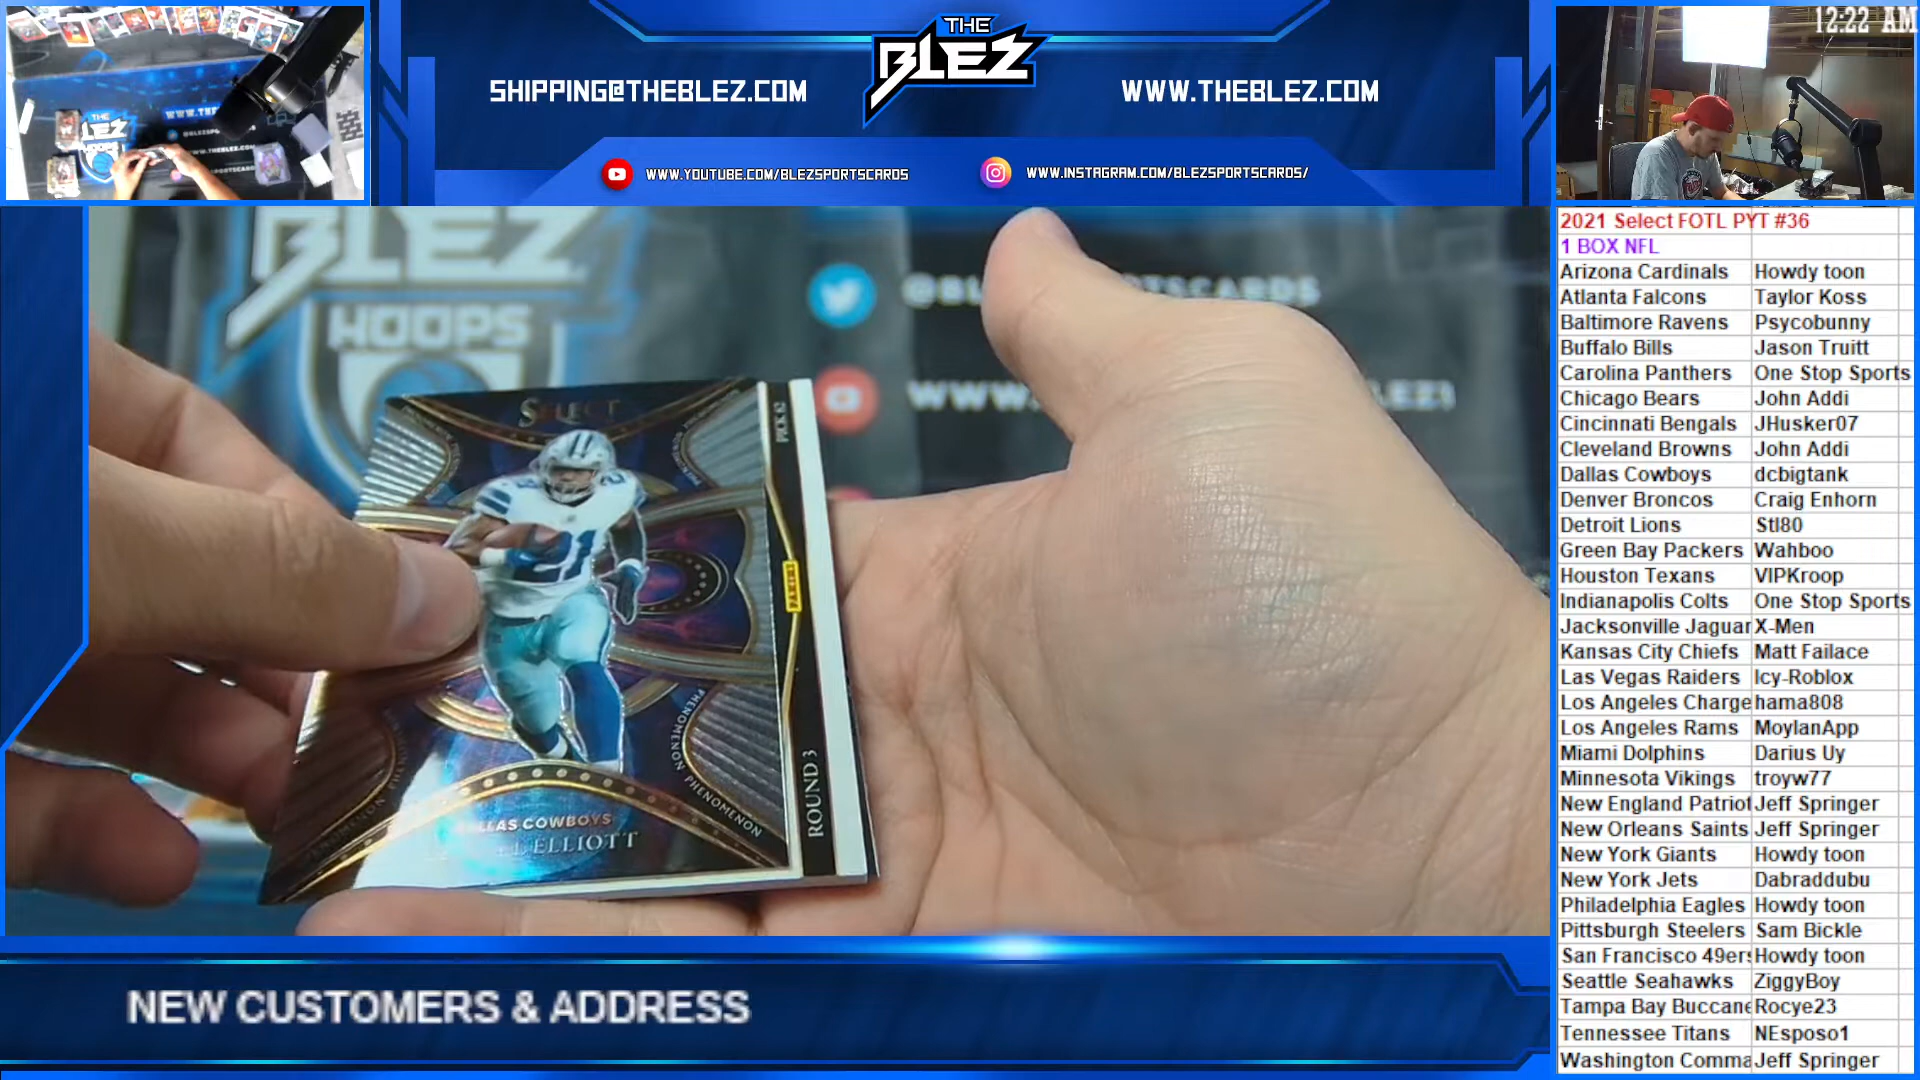 THE
BLEZ
SHIPPING@THEBLEZ.COM
WWW.THEBLEZ.COM
WWW.YOUTUBE.COM/BLEZSPORTSCARDS
WWW.INSTAGRAM.COM/BLEZSPORTSCARDS/
12:22 AM
BLEZ
HOOPS
SELECT
PICK 12
PANINI
ROUND 3
PHENOMENON PHENOMENON
COWBOYS
ELLIOTT
NEW CUSTOMERS & ADDRESS
2021 Select FOTL PYT #36
1 BOX NFL
Arizona Cardinals Howdy toon
Atlanta Falcons Taylor Koss
Baltimore Ravens Psycobunny
Buffalo Bills Jason Truitt
Carolina Panthers One Stop Sports
Chicago Bears John Addi
Cincinnati Bengals JHusker07
Cleveland Browns John Addi
Dallas Cowboys dcbigtank
Denver Broncos Craig Enhorn
Detroit Lions Stl80
Green Bay Packers Wahboo
Houston Texans VIPKroop
Indianapolis Colts One Stop Sports
Jacksonville Jaguar X-Men
Kansas City Chiefs Matt Failace
Las Vegas Raiders Icy-Roblox
Los Angeles Charge hama808
Los Angeles Rams MoylanApp
Miami Dolphins Darius Uy
Minnesota Vikings troyw77
New England Patriot Jeff Springer
New Orleans Saints Jeff Springer
New York Giants Howdy toon
New York Jets Dabraddubu
Philadelphia Eagles Howdy toon
Pittsburgh Steelers Sam Bickle
San Francisco 49ers Howdy toon
Seattle Seahawks ZiggyBoy
Tampa Bay Buccane Rocye23
Tennessee Titans NEsposo1
Washington Comma Jeff Springer